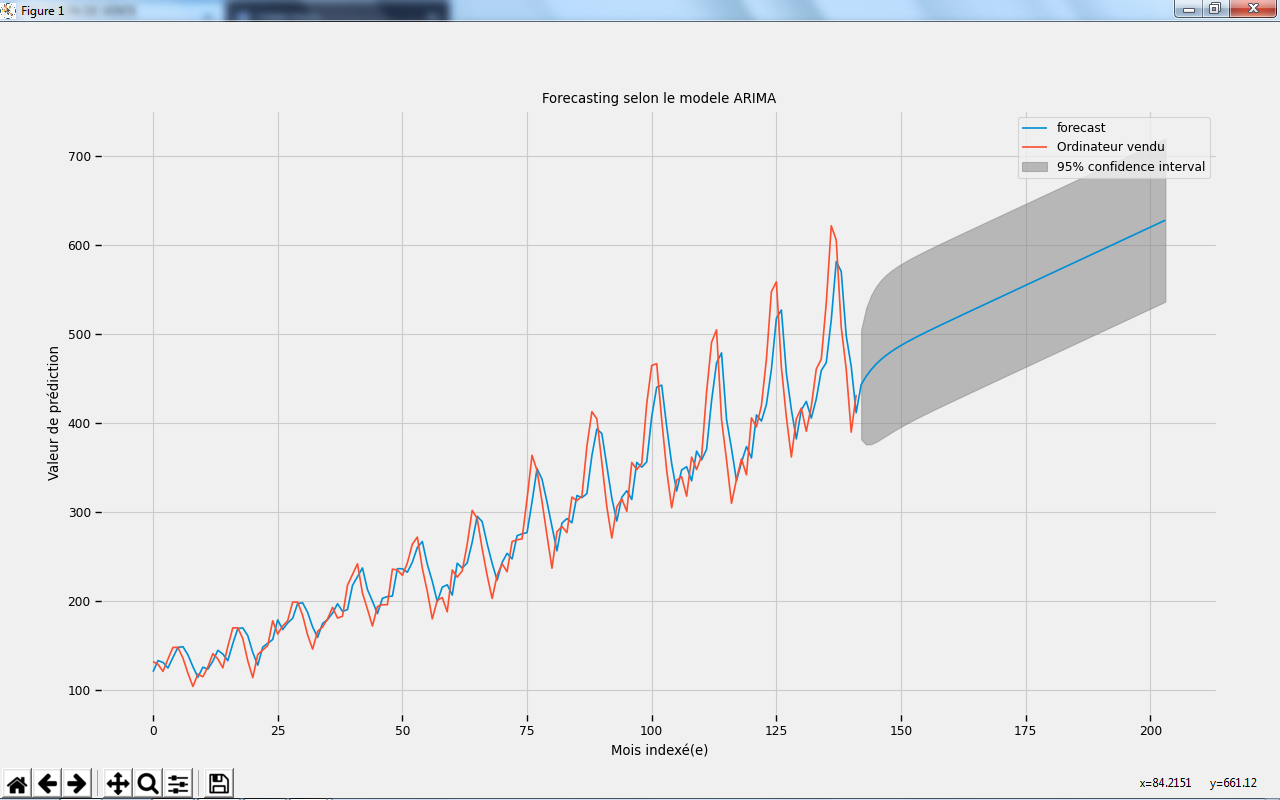 Figure 1
Forecasting selon le modele ARIMA
forecast
Ordinateur vendu
95% confidence interval
Valeur de prédiction
700
600
500
400
300
200
100
0 25 50 75 100 125 150 175 200
Mois indexé(e)
x=84.2151 y=661.12